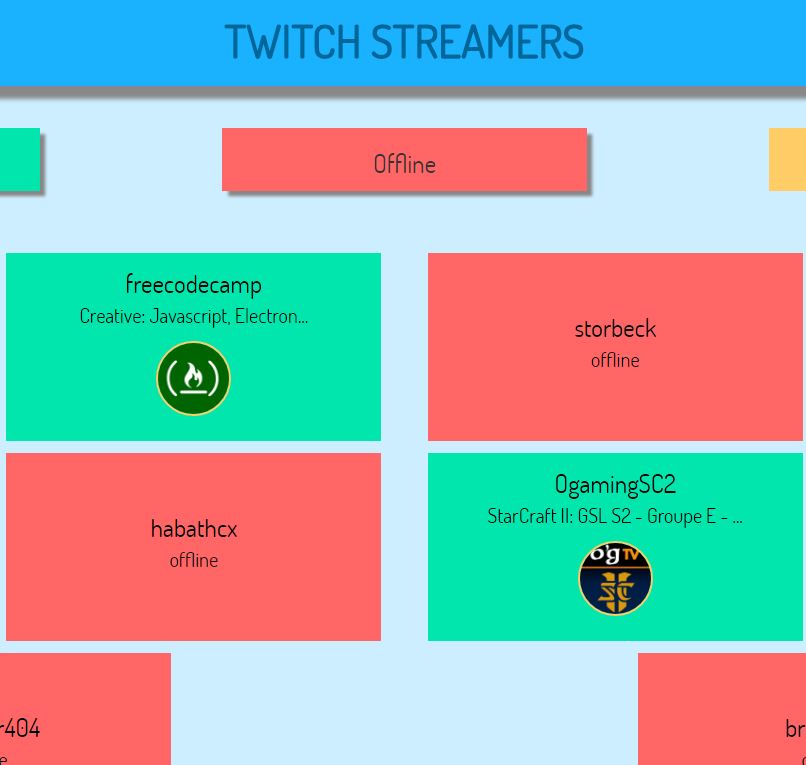 TWITCH STREAMERS
Offline
freecodecamp
Creative: Javascript, Electron...
storbeck
offline
habathcx
offline
OgamingSC2
StarCraft II: GSL S2 - Groupe E - ...
o'g TV
SC
r404
br